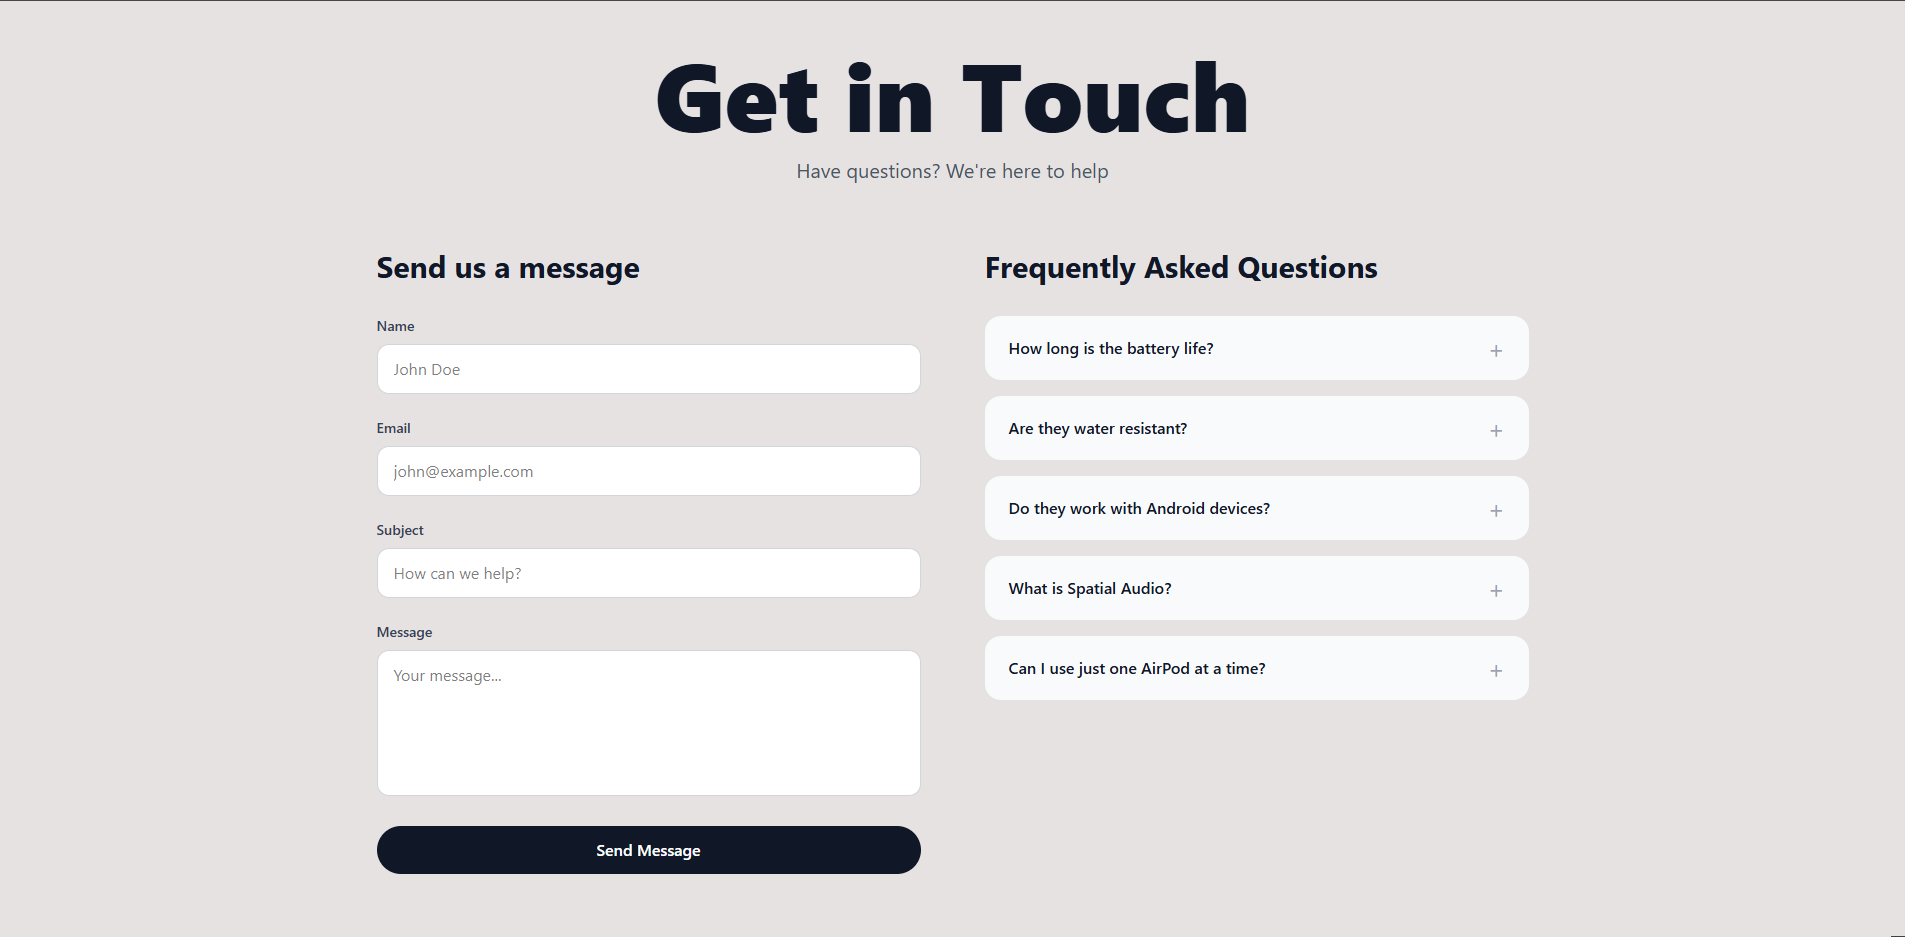 Get in Touch
Have questions? We're here to help
Send us a message
Name
John Doe
Email
john@example.com
Subject
How can we help?
Message
Your message...
Send Message
Frequently Asked Questions
How long is the battery life?
+
Are they water resistant?
+
Do they work with Android devices?
+
What is Spatial Audio?
+
Can I use just one AirPod at a time?
+